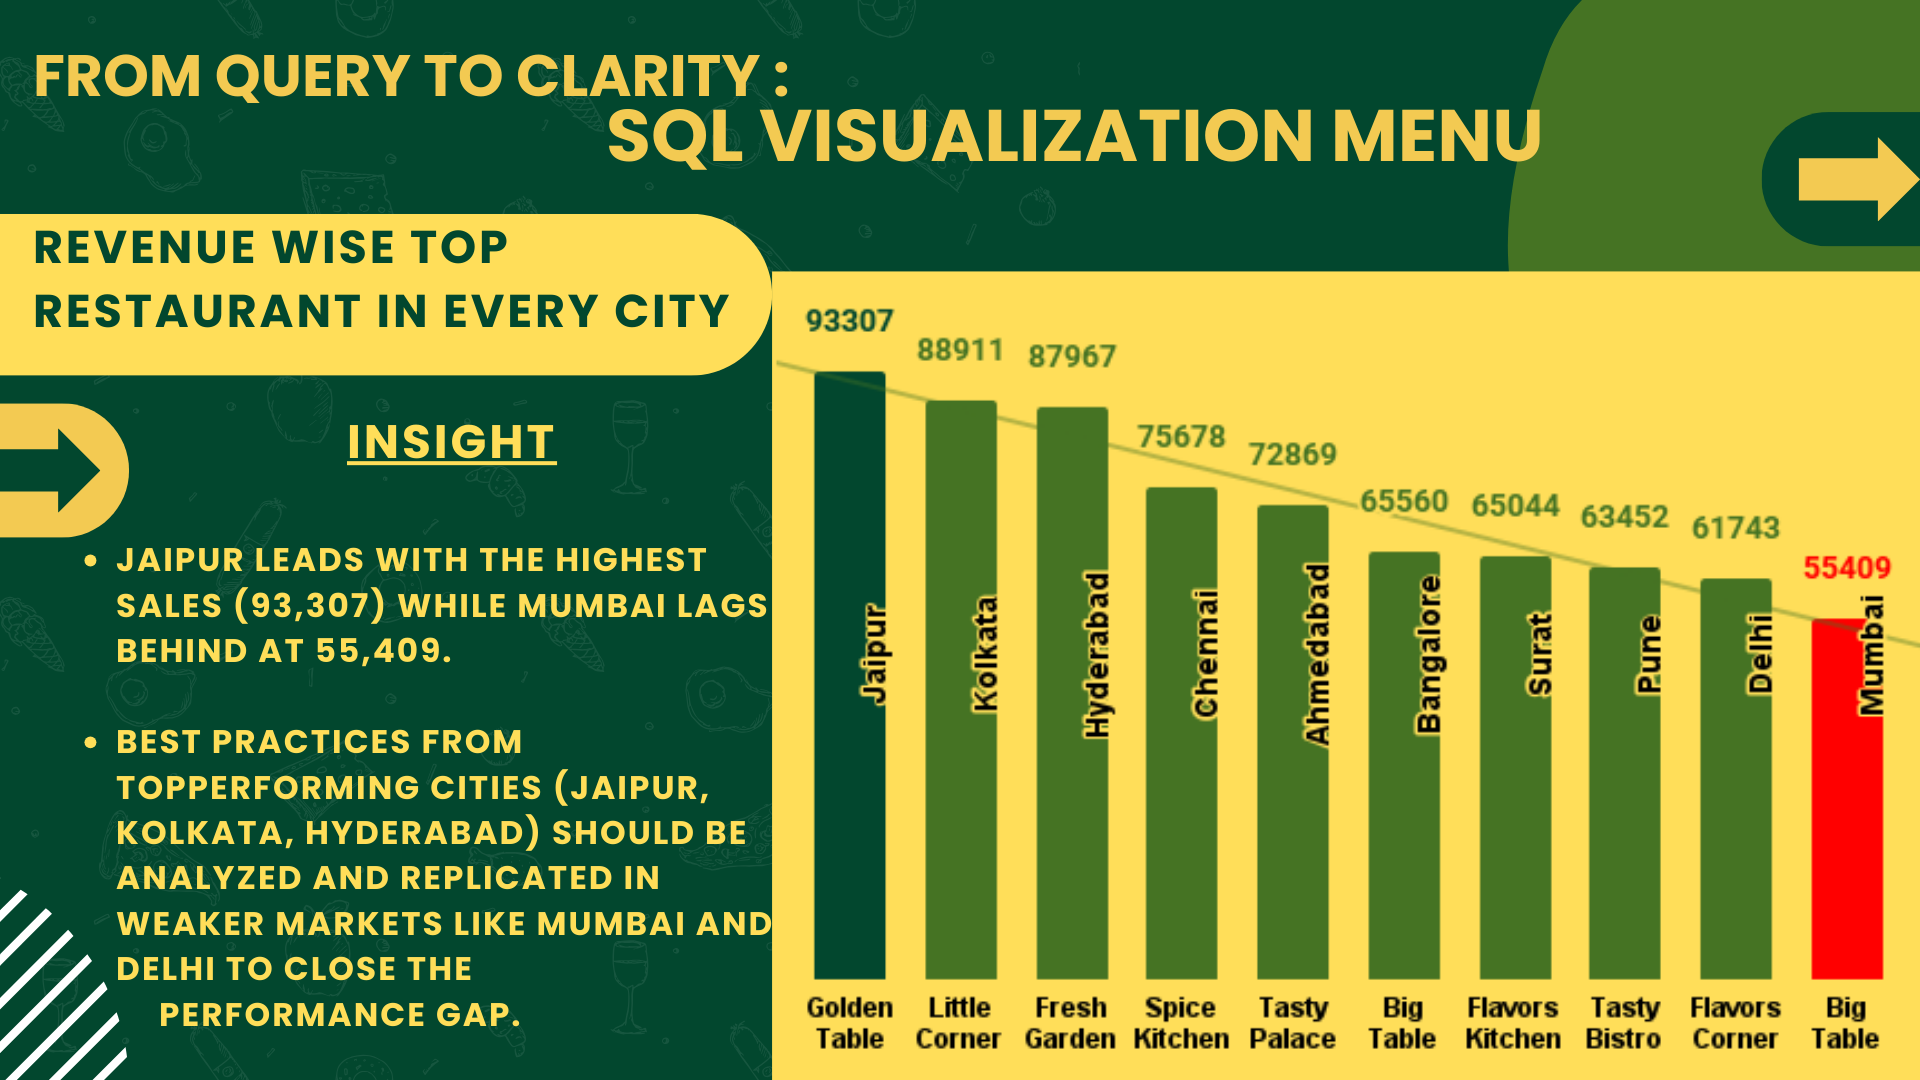 FROM QUERY TO CLARITY :
SQL VISUALIZATION MENU
REVENUE WISE TOP
RESTAURANT IN EVERY CITY
INSIGHT
• JAIPUR LEADS WITH THE HIGHEST
SALES (93,307) WHILE MUMBAI LAGS
BEHIND AT 55,409.
• BEST PRACTICES FROM
TOPPERFORMING CITIES (JAIPUR,
KOLKATA, HYDERABAD) SHOULD BE
ANALYZED AND REPLICATED IN
WEAKER MARKETS LIKE MUMBAI AND
DELHI TO CLOSE THE
PERFORMANCE GAP.
93307
88911
87967
75678
72869
65560
65044
63452
61743
55409
Jaipur
Kolkata
Hyderabad
Chennai
Ahmedabad
Bangalore
Surat
Pune
Delhi
Mumbai
Golden
Table
Little
Corner
Fresh
Garden
Spice
Kitchen
Tasty
Palace
Big
Table
Flavors
Kitchen
Tasty
Bistro
Flavors
Corner
Big
Table